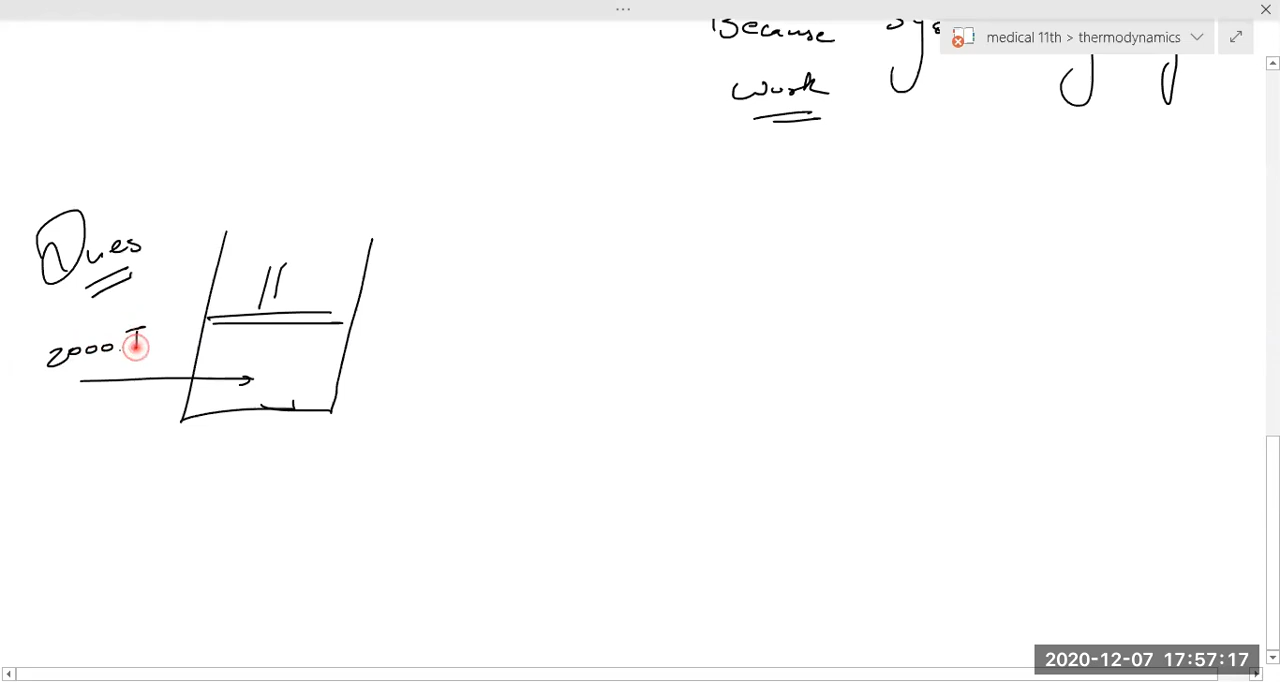 ...
Because
medical 11th > thermodynamics
work
Ques
2000 J
2020-12-07 17:57:17